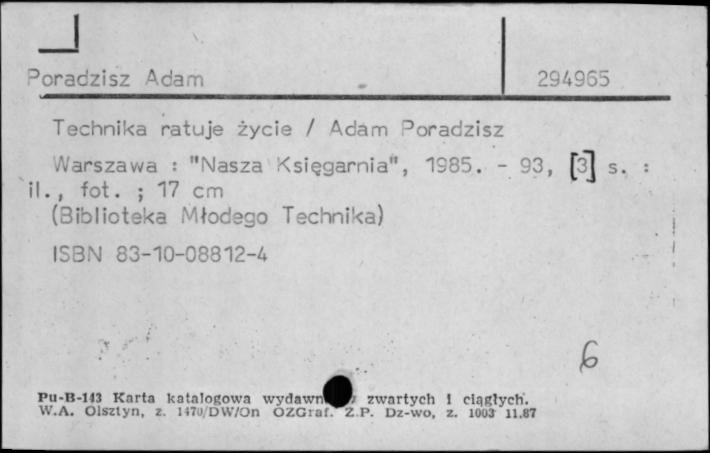 Poradzisz Adam 294965
Technika ratuje życie / Adam Poradzisz
Warszawa : "Nasza Księgarnia", 1985. - 93, [3] s. :
il., fot. ; 17 cm
(Biblioteka Młodego Technika)
ISBN 83-10-08812-4
6
Pu-B-143 Karta katalogowa zwartych i ciągłych.
W.A. Olsztyn, z. 1470/DW/On OZGraf. Z.P. Dz-wo, z. 1003 11.87